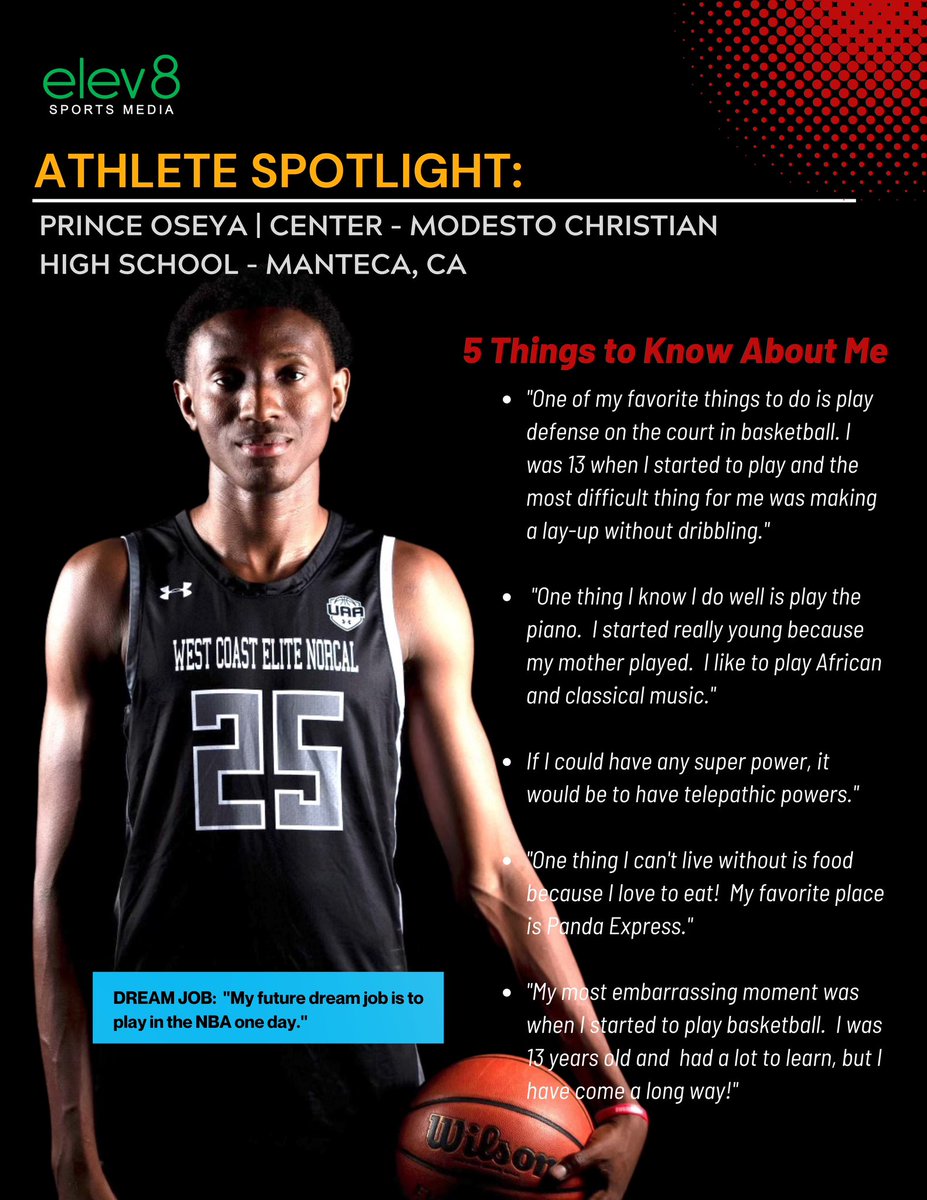 elev8
SPORTS MEDIA
ATHLETE SPOTLIGHT:
PRINCE OSEYA | CENTER - MODESTO CHRISTIAN
HIGH SCHOOL - MANTECA, CA
5 Things to Know About Me
• "One of my favorite things to do is play
defense on the court in basketball. I
was 13 when I started to play and the
most difficult thing for me was making
a lay-up without dribbling."
• "One thing I know I do well is play the
piano.  I started really young because
my mother played.  I like to play African
and classical music."
• If I could have any super power, it
would be to have telepathic powers."
• "One thing I can't live without is food
because I love to eat!  My favorite place
is Panda Express."
• "My most embarrassing moment was
when I started to play basketball.  I was
13 years old and  had a lot to learn, but I
have come a long way!"
UAA
WEST COAST ELITE NORCAL
25
DREAM JOB:  "My future dream job is to
play in the NBA one day."
Wilson